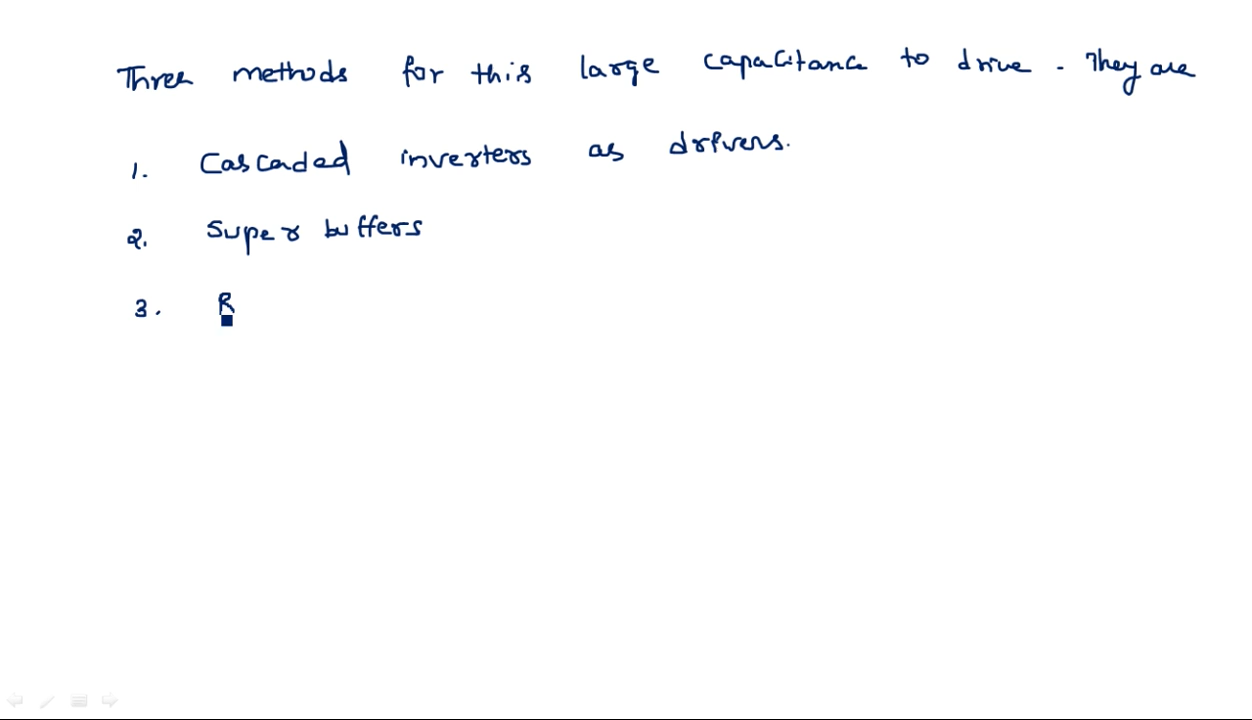 Three methods for this large capacitance to drive. They are
1. Cascaded inverters as drivers.
2. Super buffers
3. B